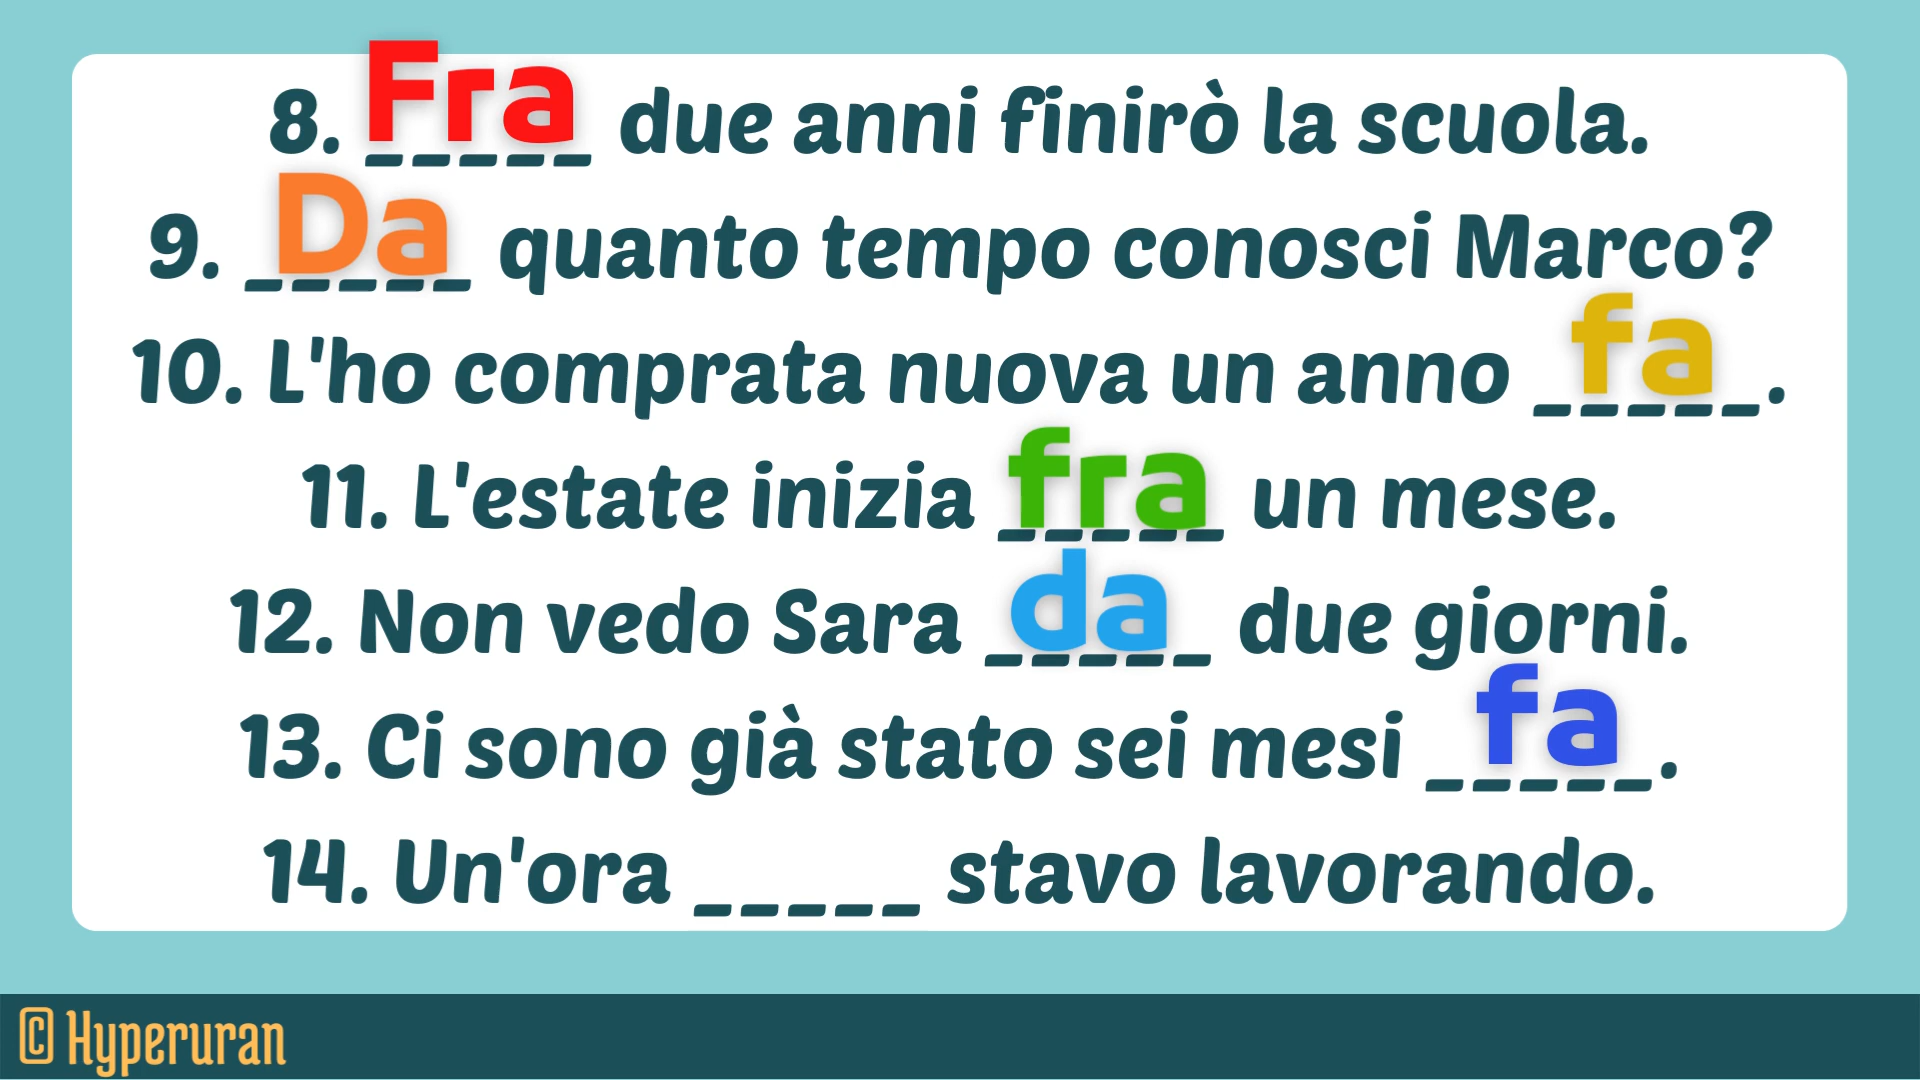 8. Fra due anni finirò la scuola.
9. Da quanto tempo conosci Marco?
10. L'ho comprata nuova un anno fa.
11. L'estate inizia fra un mese.
12. Non vedo Sara da due giorni.
13. Ci sono già stato sei mesi fa.
14. Un'ora _____ stavo lavorando.
© Hyperuran